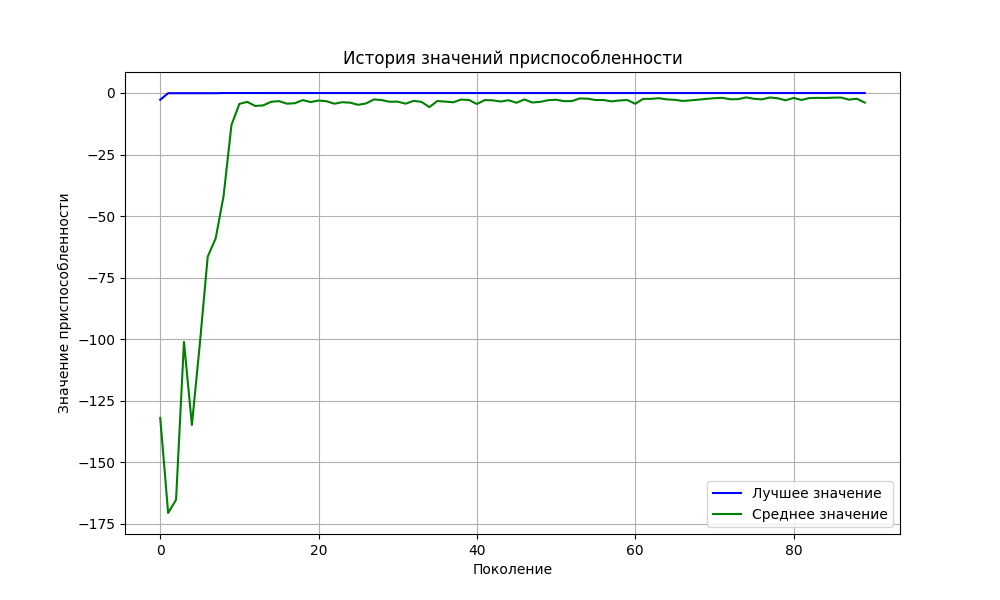 История значений приспособленности
Значение приспособленности
0
−25
−50
−75
−100
−125
−150
−175
0 20 40 60 80
Поколение
Лучшее значение
Среднее значение